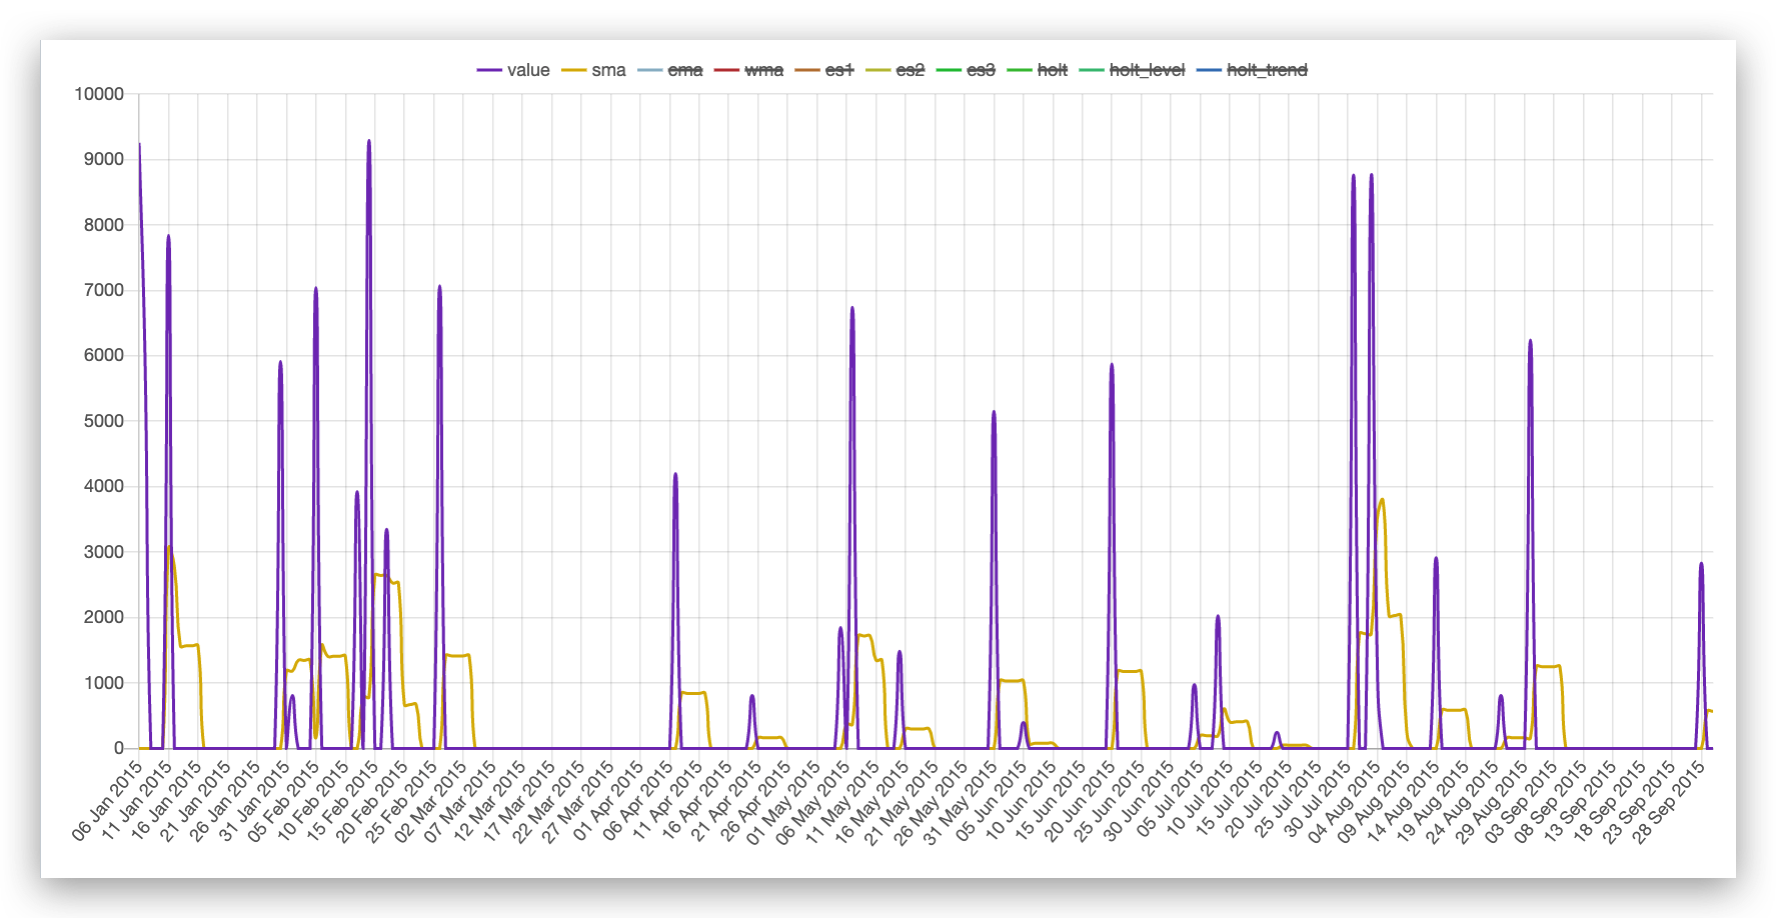 value sma cma wma es1 es2 es3 holt holt_level holt_trend
10000
9000
8000
7000
6000
5000
4000
3000
2000
1000
0
06 Jan 2015
11 Jan 2015
16 Jan 2015
21 Jan 2015
26 Jan 2015
31 Jan 2015
05 Feb 2015
10 Feb 2015
15 Feb 2015
20 Feb 2015
25 Feb 2015
02 Mar 2015
07 Mar 2015
12 Mar 2015
17 Mar 2015
22 Mar 2015
27 Mar 2015
01 Apr 2015
06 Apr 2015
11 Apr 2015
16 Apr 2015
21 Apr 2015
26 Apr 2015
01 May 2015
06 May 2015
11 May 2015
16 May 2015
21 May 2015
26 May 2015
31 May 2015
05 Jun 2015
10 Jun 2015
15 Jun 2015
20 Jun 2015
25 Jun 2015
30 Jun 2015
05 Jul 2015
10 Jul 2015
15 Jul 2015
20 Jul 2015
25 Jul 2015
30 Jul 2015
04 Aug 2015
09 Aug 2015
14 Aug 2015
19 Aug 2015
24 Aug 2015
29 Aug 2015
03 Sep 2015
08 Sep 2015
13 Sep 2015
18 Sep 2015
23 Sep 2015
28 Sep 2015